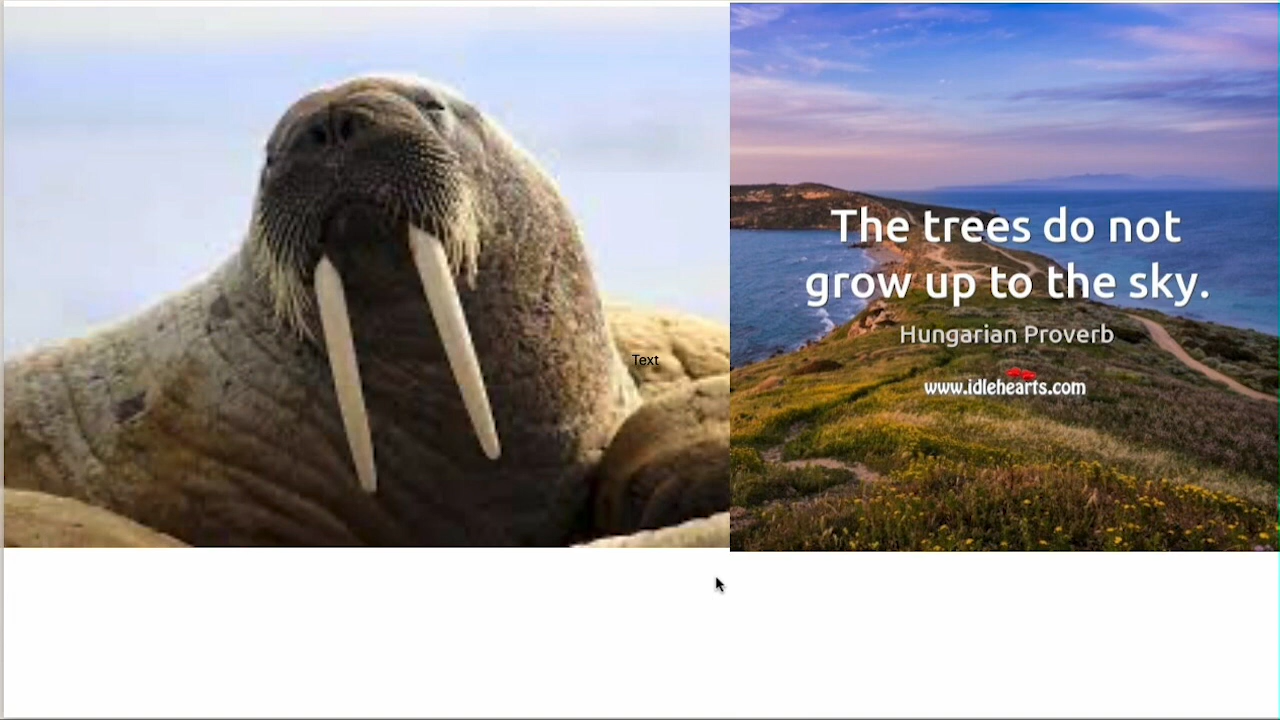 Text
The trees do not
grow up to the sky.
Hungarian Proverb
www.idlehearts.com